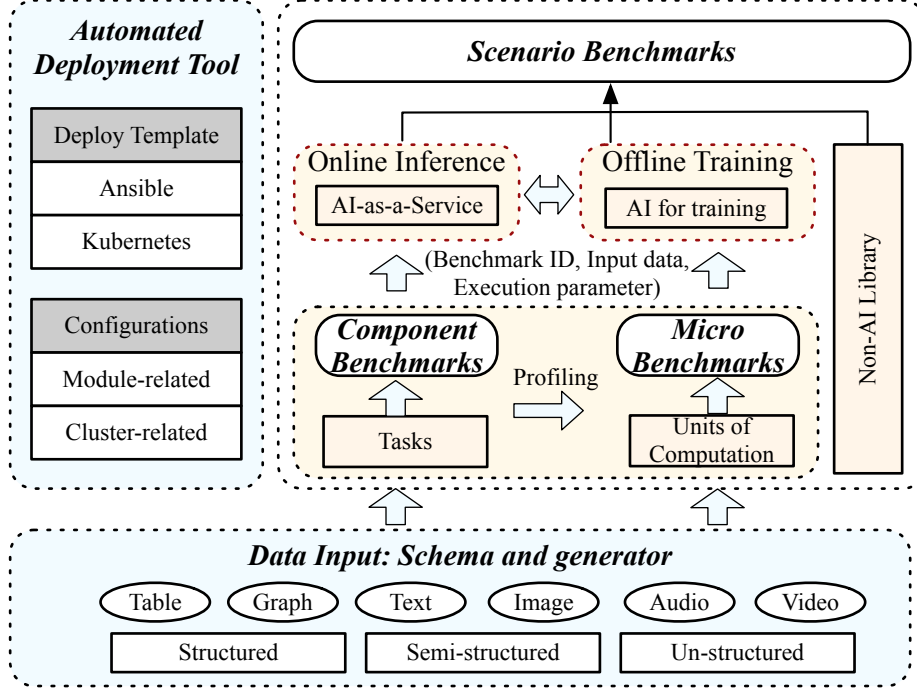 Automated
Deployment Tool
Deploy Template
Ansible
Kubernetes
Configurations
Module-related
Cluster-related
Scenario Benchmarks
Online Inference
AI-as-a-Service
Offline Training
AI for training
(Benchmark ID, Input data,
Execution parameter)
Component
Benchmarks
Tasks
Profiling
Micro
Benchmarks
Units of
Computation
Non-AI Library
Data Input: Schema and generator
Table
Graph
Text
Image
Audio
Video
Structured
Semi-structured
Un-structured